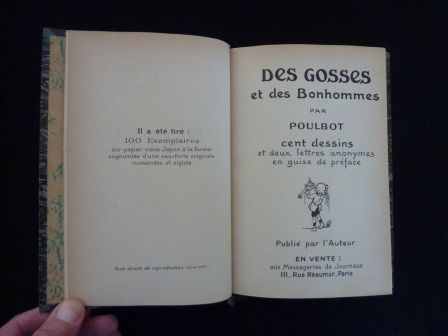 Il a été tiré :
100 Exemplaires
sur papier vieux Japon à la forme
augmentés d'une eau-forte originale
numérotés et signés
Tous droits de reproduction réservés.
DES GOSSES
et des Bonhommes
PAR
POULBOT
cent dessins
et deux lettres anonymes
en guise de préface
Publié par l'Auteur
EN VENTE :
aux Messageries de Journaux
111, Rue Réaumur, Paris